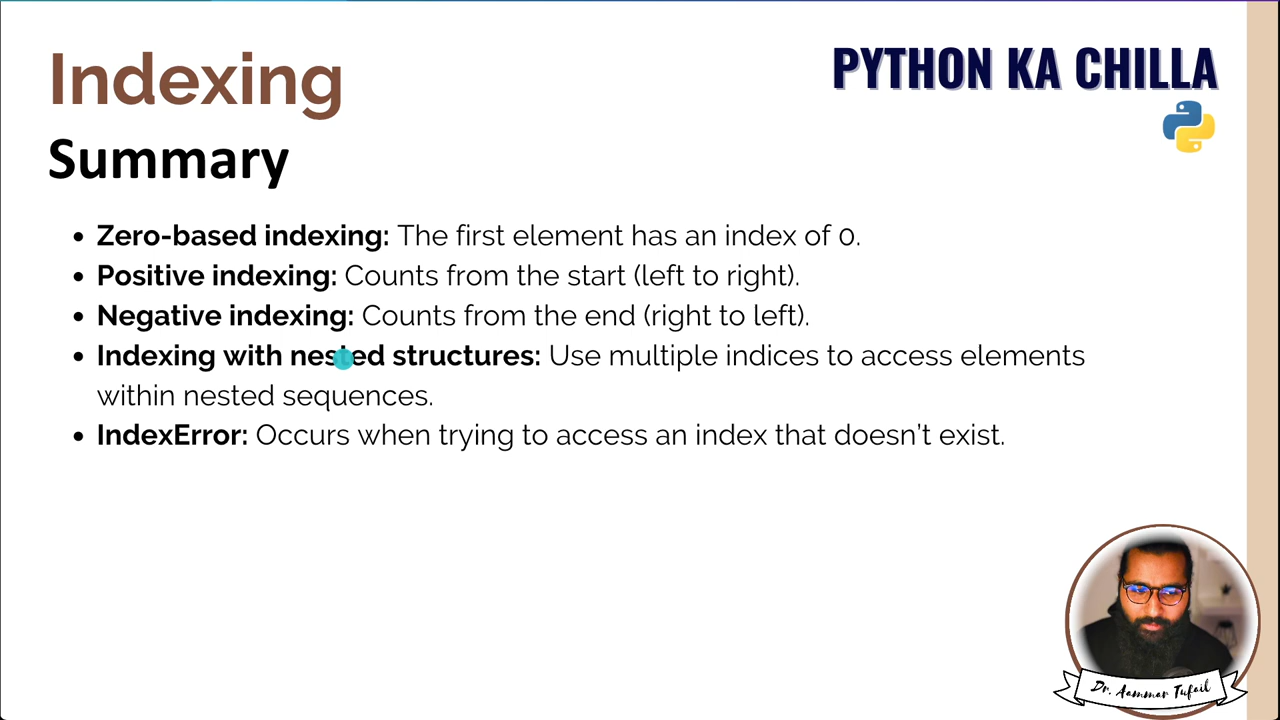 Indexing
PYTHON KA CHILLA
Summary
• Zero-based indexing: The first element has an index of 0.
• Positive indexing: Counts from the start (left to right).
• Negative indexing: Counts from the end (right to left).
• Indexing with nested structures: Use multiple indices to access elements
within nested sequences.
• IndexError: Occurs when trying to access an index that doesn't exist.
Dr. Aammar Tufail